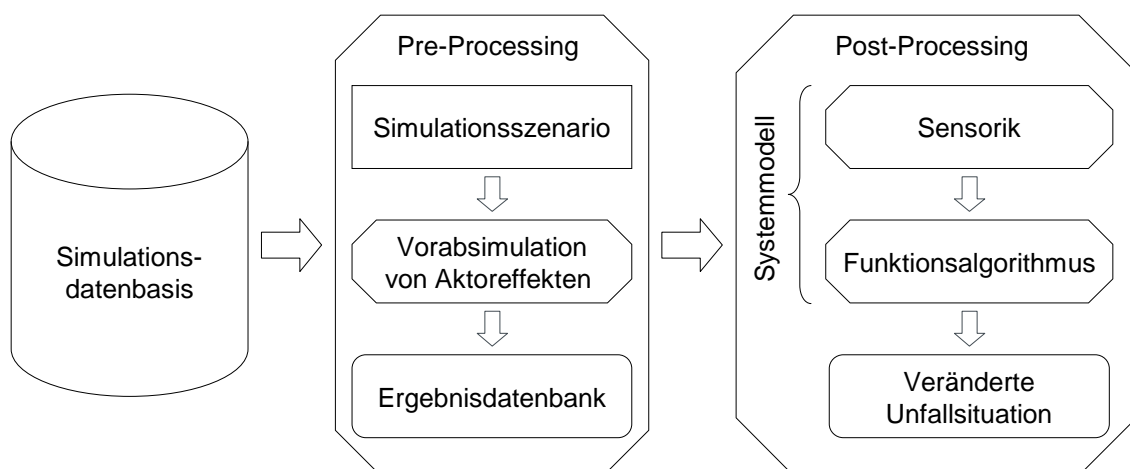 Simulations-
datenbasis
Pre-Processing
Simulationsszenario
Vorabsimulation
von Aktoreffekten
Ergebnisdatenbank
Post-Processing
Systemmodell
Sensorik
Funktionsalgorithmus
Veränderte
Unfallsituation